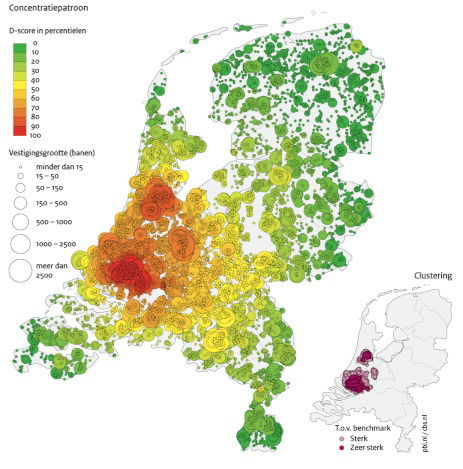 Concentratiepatroon
D-score in percentielen
0
10
20
30
40
50
60
70
80
90
100
Vestigingsgrootte (banen)
minder dan 15
15 – 50
50 – 150
150 – 500
500 – 1000
1000 – 2500
meer dan
2500
Clustering
T.o.v. benchmark
Sterk
Zeer sterk
pbl.nl / cbs.nl